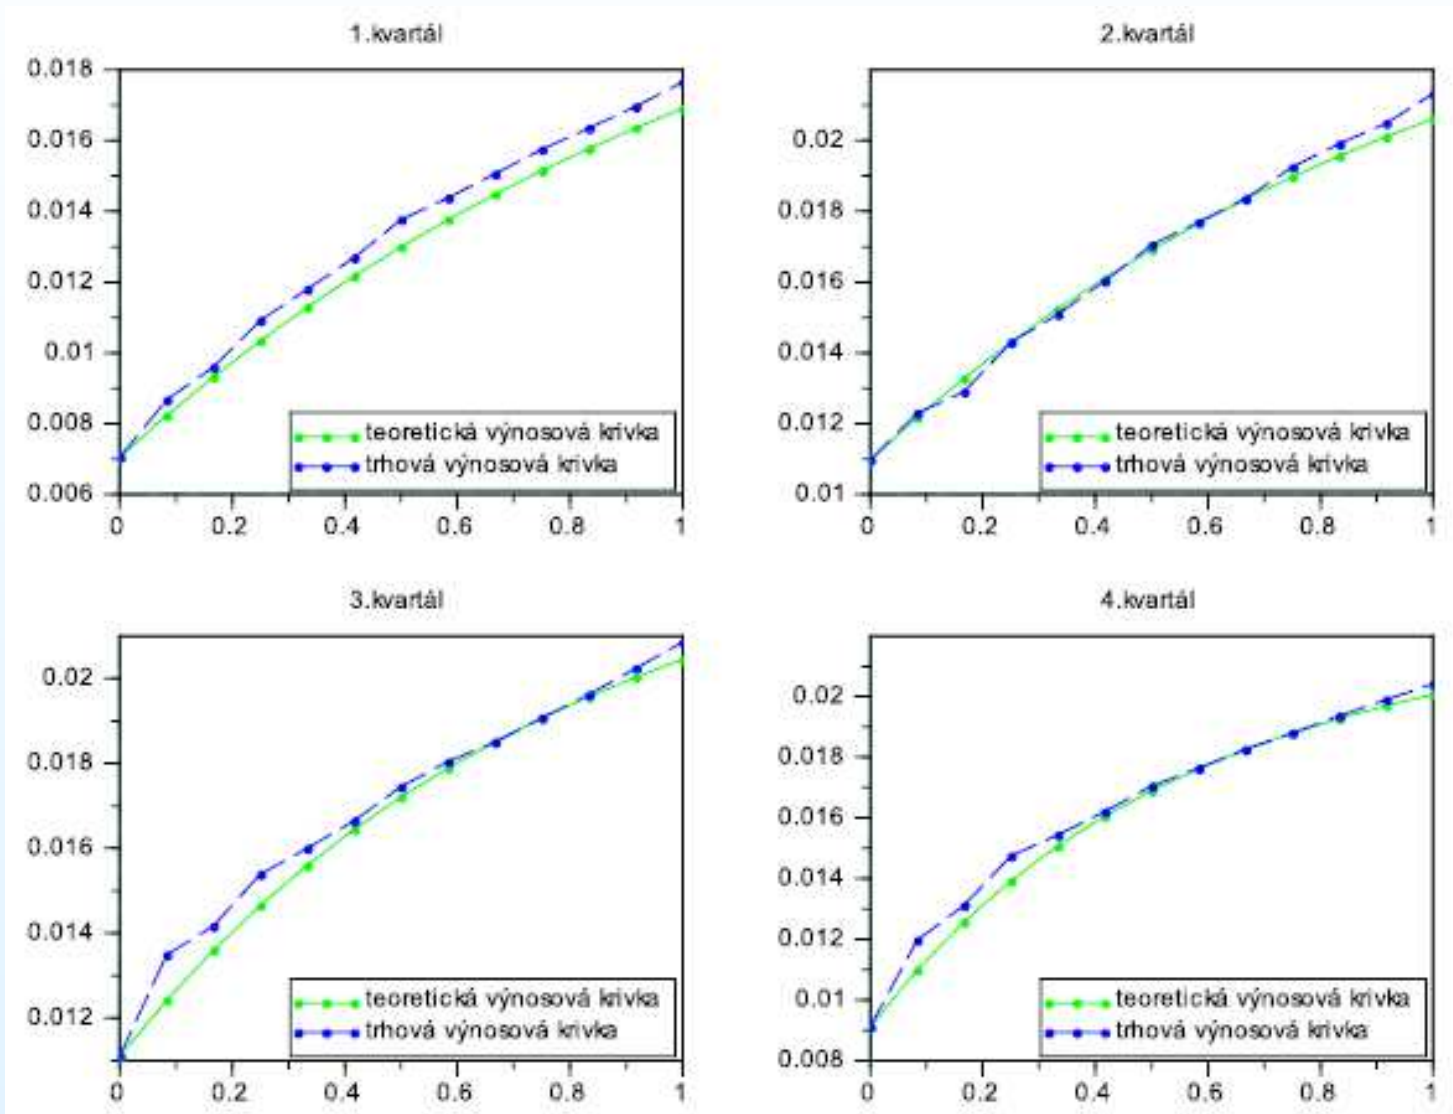 1.kvartál
0.018
0.016
0.014
0.012
0.01
0.008
0.006
0 0.2 0.4 0.6 0.8 1
teoretická výnosová krivka
trhová výnosová krivka
2.kvartál
0.02
0.018
0.016
0.014
0.012
0.01
0 0.2 0.4 0.6 0.8 1
teoretická výnosová krivka
trhová výnosová krivka
3.kvartál
0.02
0.018
0.016
0.014
0.012
0 0.2 0.4 0.6 0.8 1
teoretická výnosová krivka
trhová výnosová krivka
4.kvartál
0.02
0.018
0.016
0.014
0.012
0.01
0.008
0 0.2 0.4 0.6 0.8 1
teoretická výnosová krivka
trhová výnosová krivka